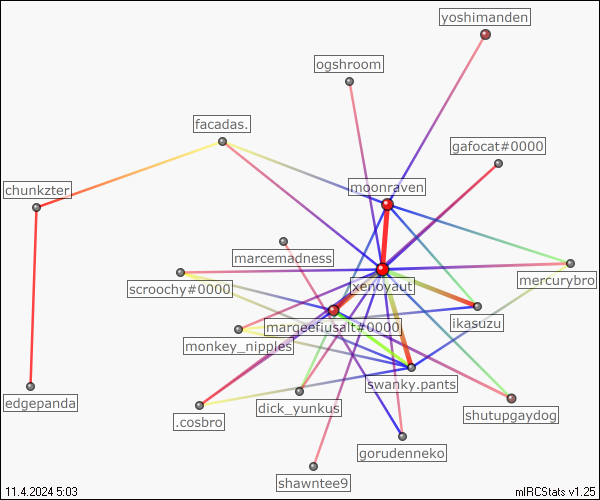 yoshimanden
ogshroom
facadas.
gafocat#0000
chunkzter
moonraven
marcemadness
xenoyaut
mercurybro
scroochy#0000
marqeefiusalt#0000
ikasuzu
monkey_nipples
swanky.pants
edgepanda
dick_yunkus
shutupgaydog
.cosbro
gorudenneko
shawntee9
11.4.2024 5:03
mIRCStats v1.25